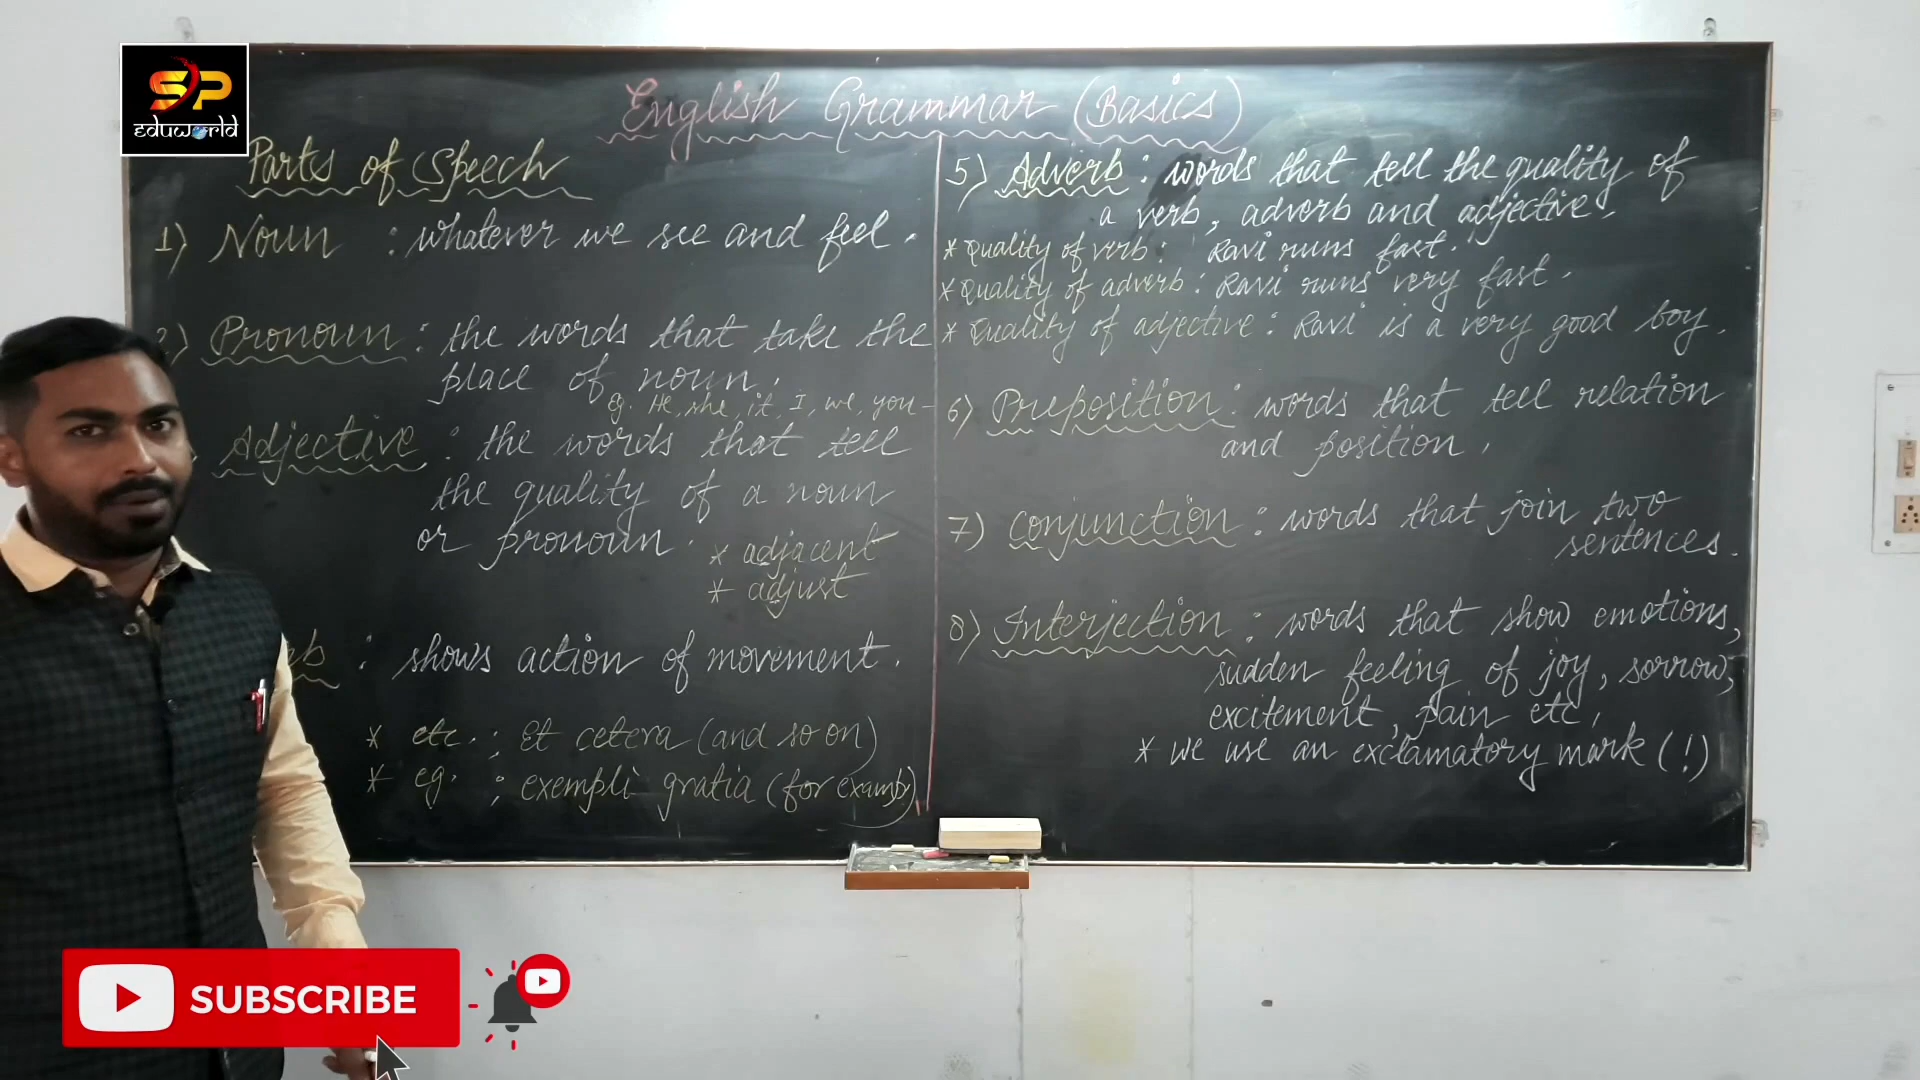 SP
eduworld
English Grammar (Basics)
Parts of Speech
1) Noun : whatever we see and feel.
2) Pronoun : the words that take the
place of noun.
eg. He, she, it, I, we, you-
Adjective : the words that tell
the quality of a noun
or pronoun.
* adjacent
* adjust
eb : shows action of movement.
* etc. ; Et cetera (and so on)
* eg. ; exempli gratia (for example)
5) Adverb : words that tell the quality of
a verb, adverb and adjective.
* Quality of verb : Ravi runs fast.
* Quality of adverb : Ravi runs very fast.
* Quality of adjective : Ravi is a very good boy.
6) Preposition : words that tell relation
and position.
7) Conjunction : words that join two
sentences.
8) Interjection : words that show emotions,
sudden feeling of joy, sorrow,
excitement, pain etc.
* we use an exclamatory mark (!)
SUBSCRIBE